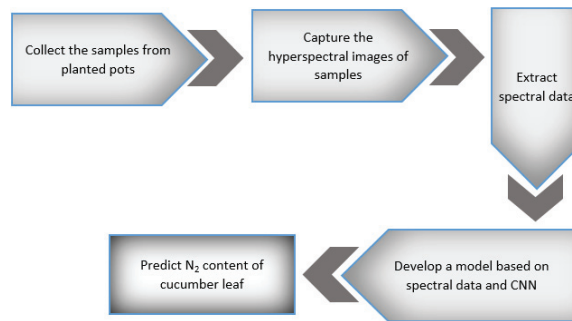 Collect the samples from
planted pots
Capture the
hyperspectral images of
samples
Extract
spectral data
Develop a model based on
spectral data and CNN
Predict N₂ content of
cucumber leaf